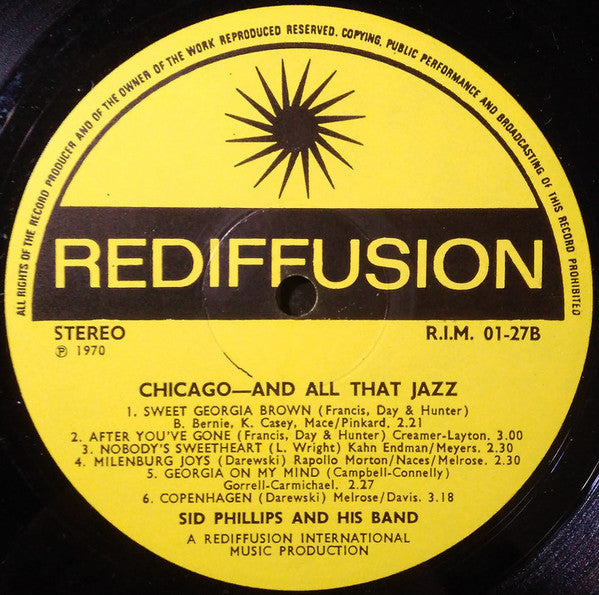 ALL RIGHTS OF THE RECORD PRODUCER AND OF THE OWNER OF THE WORK REPRODUCED RESERVED. COPYING, PUBLIC PERFORMANCE AND BROADCASTING OF THIS RECORD PROHIBITED
REDIFFUSION
STEREO R.I.M. 01-27B
℗ 1970
CHICAGO—AND ALL THAT JAZZ
1. SWEET GEORGIA BROWN (Francis, Day & Hunter)
B. Bernie, K. Casey, Mace/Pinkard. 2.21
2. AFTER YOU'VE GONE (Francis, Day & Hunter) Creamer-Layton. 3.00
3. NOBODY'S SWEETHEART (L. Wright) Kahn Endman/Meyers. 2.30
4. MILENBURG JOYS (Darewski) Rapollo Morton/Naces/Melrose. 2.30
5. GEORGIA ON MY MIND (Campbell-Connelly)
Gorrell-Carmichael. 2.27
6. COPENHAGEN (Darewski) Melrose/Davis. 3.18
SID PHILLIPS AND HIS BAND
A REDIFFUSION INTERNATIONAL
MUSIC PRODUCTION